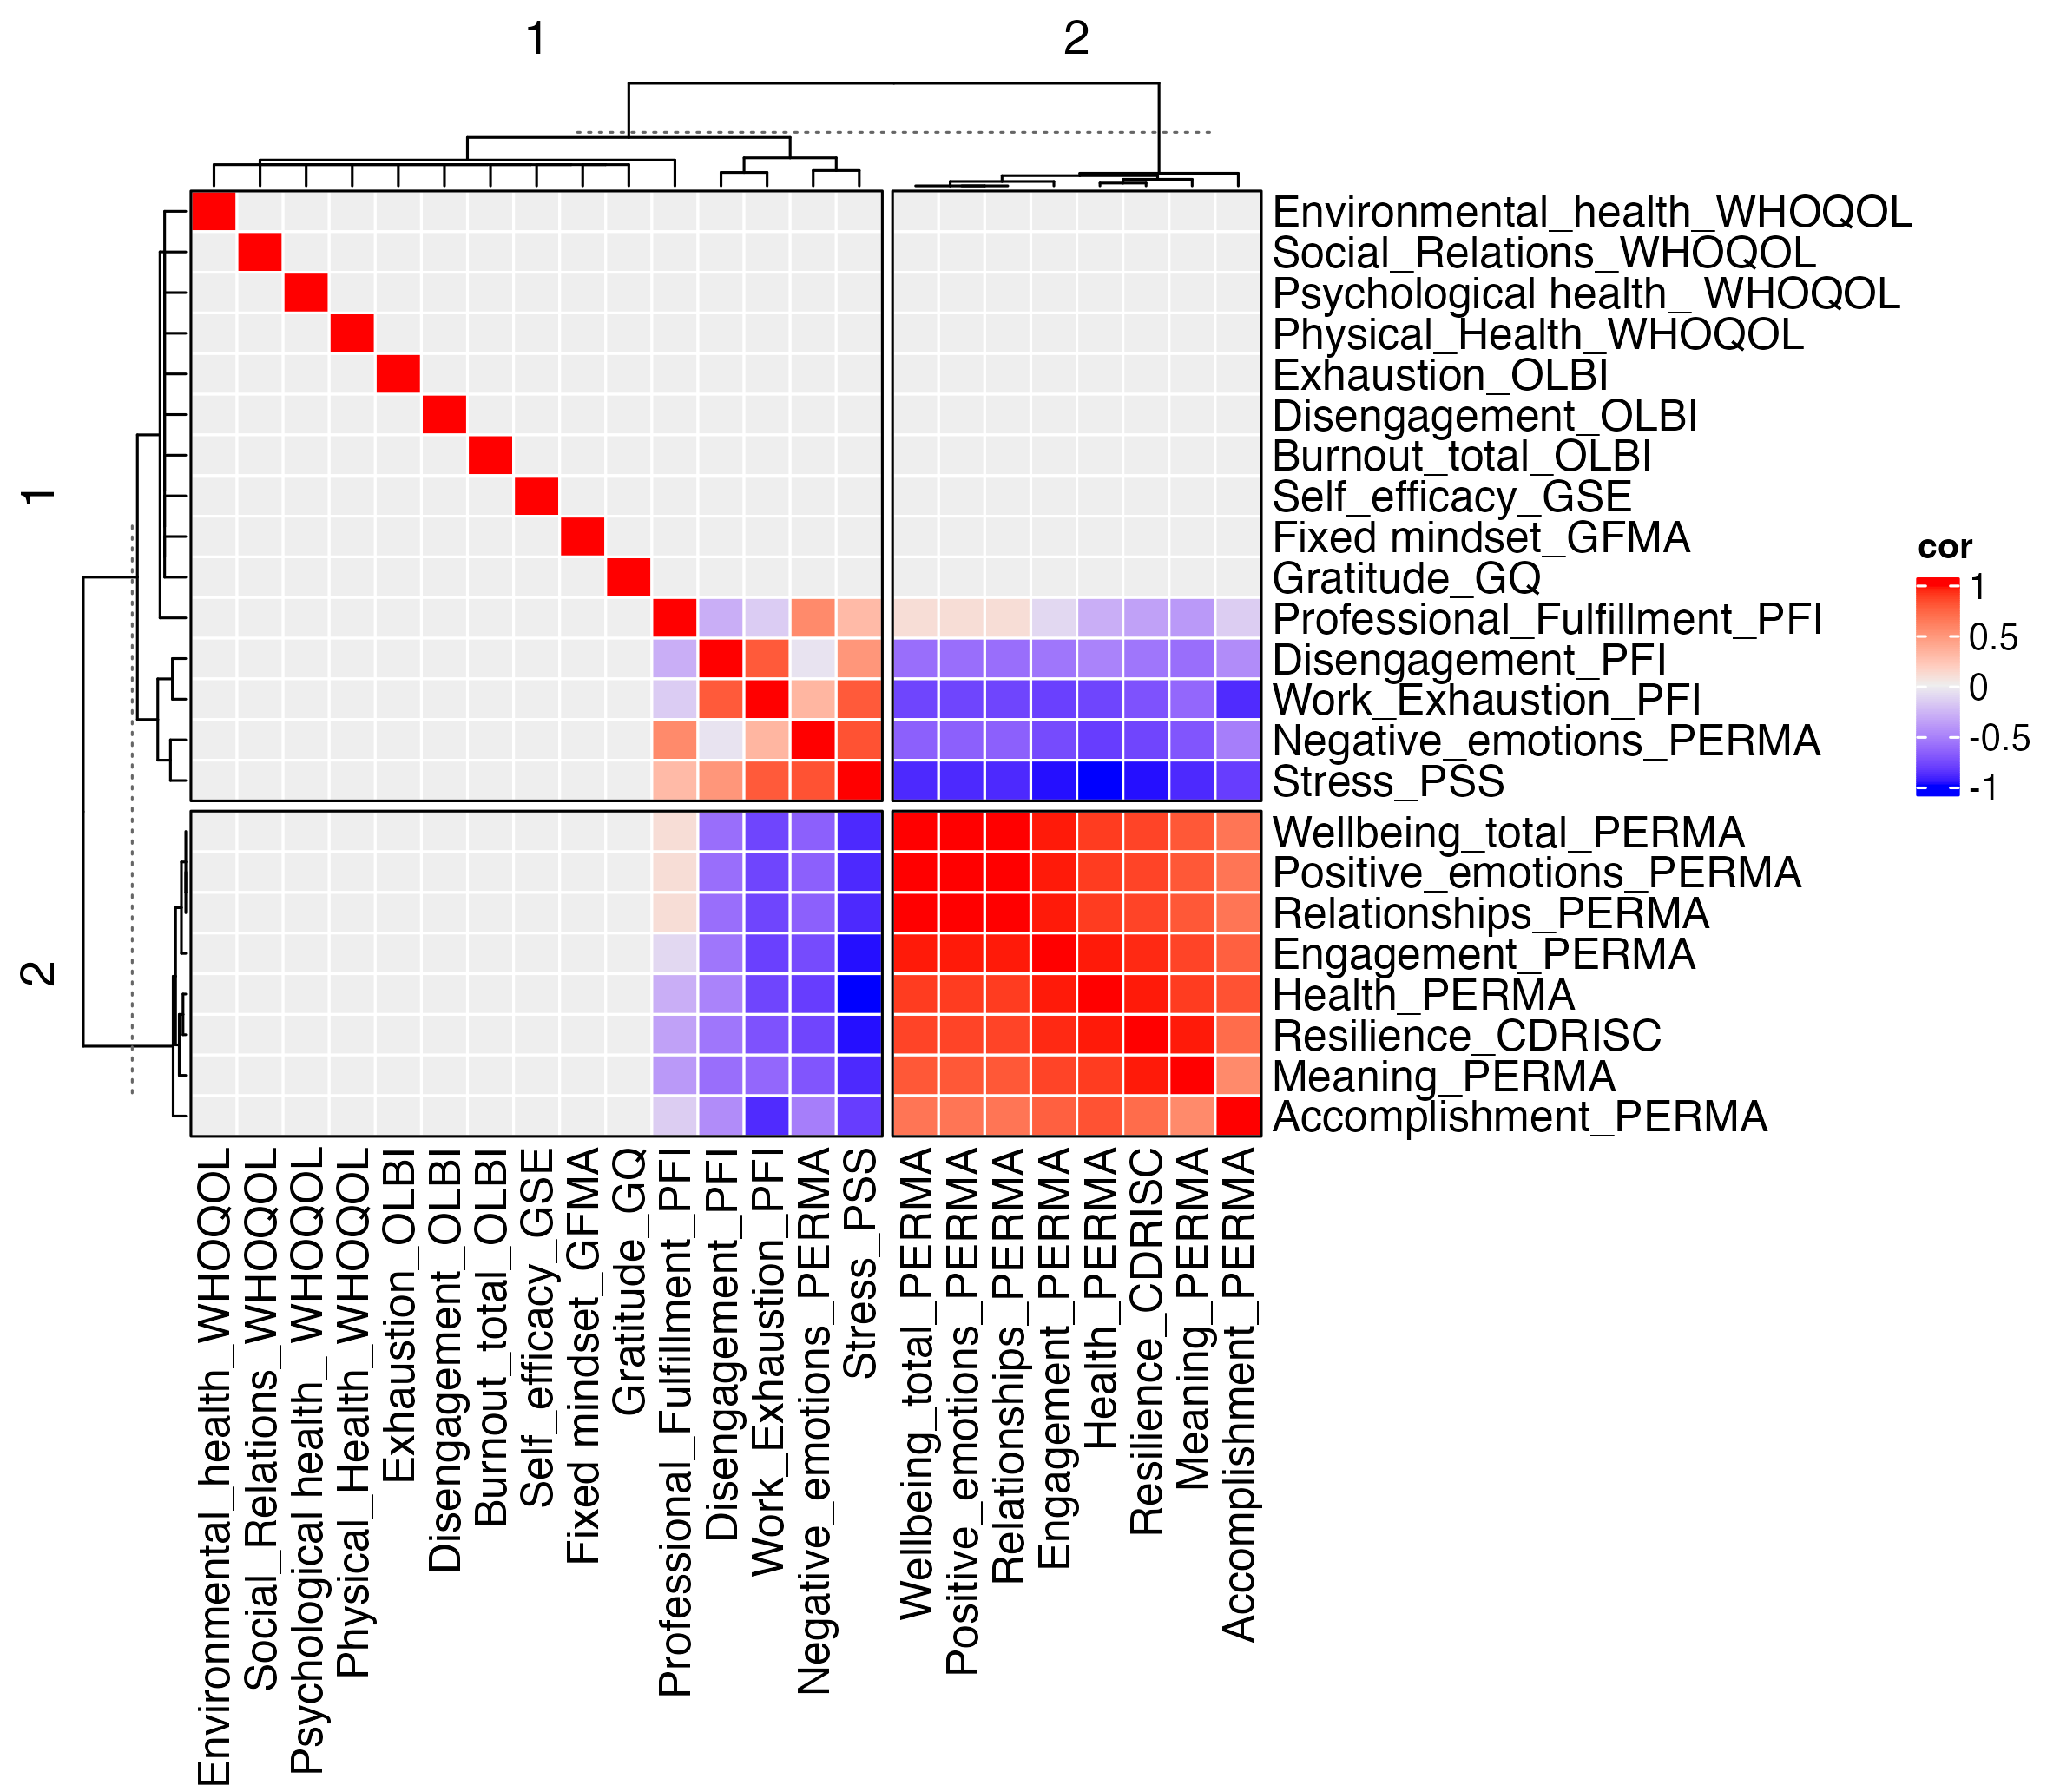 1
2
1
2
Environmental_health_WHOQOL
Social_Relations_WHOQOL
Psychological health_ WHOQOL
Physical_Health_WHOQOL
Exhaustion_OLBI
Disengagement_OLBI
Burnout_total_OLBI
Self_efficacy_GSE
Fixed mindset_GFMA
Gratitude_GQ
Professional_Fulfillment_PFI
Disengagement_PFI
Work_Exhaustion_PFI
Negative_emotions_PERMA
Stress_PSS
Wellbeing_total_PERMA
Positive_emotions_PERMA
Relationships_PERMA
Engagement_PERMA
Health_PERMA
Resilience_CDRISC
Meaning_PERMA
Accomplishment_PERMA
cor
1
0.5
0
-0.5
-1
Environmental_health_WHOQOL
Social_Relations_WHOQOL
Psychological health_ WHOQOL
Physical_Health_WHOQOL
Exhaustion_OLBI
Disengagement_OLBI
Burnout_total_OLBI
Self_efficacy_GSE
Fixed mindset_GFMA
Gratitude_GQ
Professional_Fulfillment_PFI
Disengagement_PFI
Work_Exhaustion_PFI
Negative_emotions_PERMA
Stress_PSS
Wellbeing_total_PERMA
Positive_emotions_PERMA
Relationships_PERMA
Engagement_PERMA
Health_PERMA
Resilience_CDRISC
Meaning_PERMA
Accomplishment_PERMA